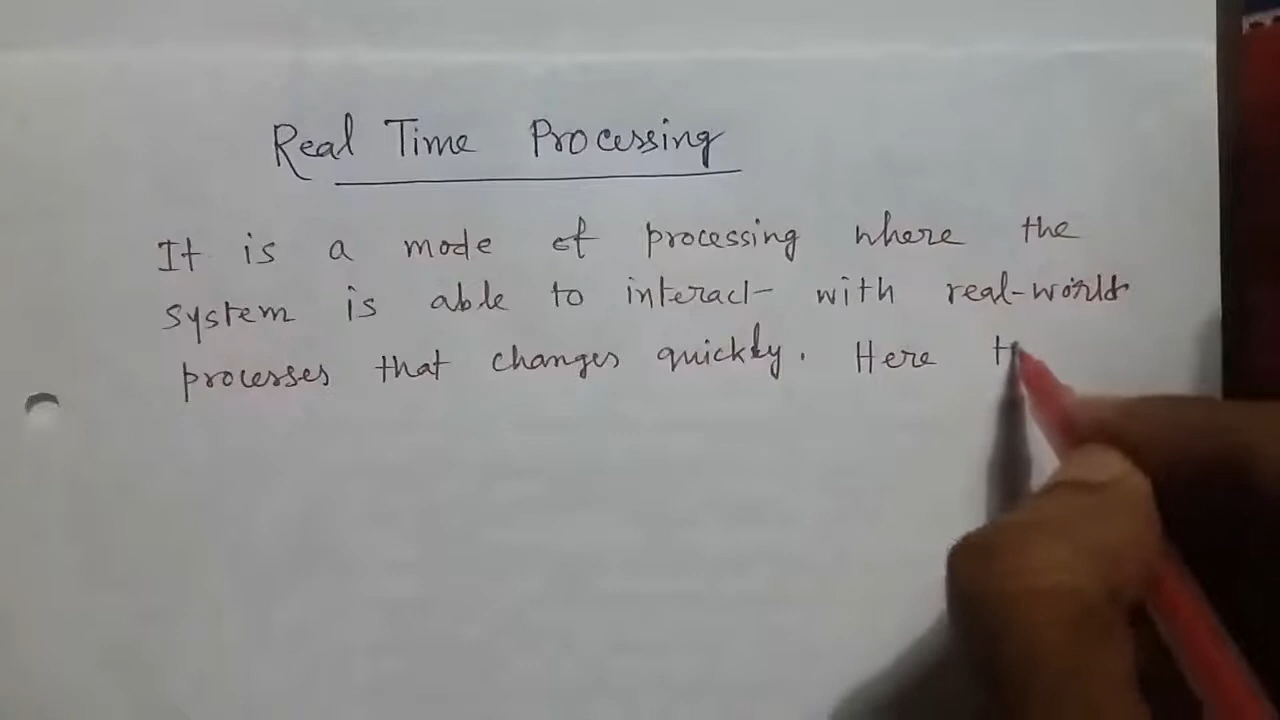 Real Time Processing
It is a mode of processing where the
system is able to interact with real-world
processes that changes quickly. Here